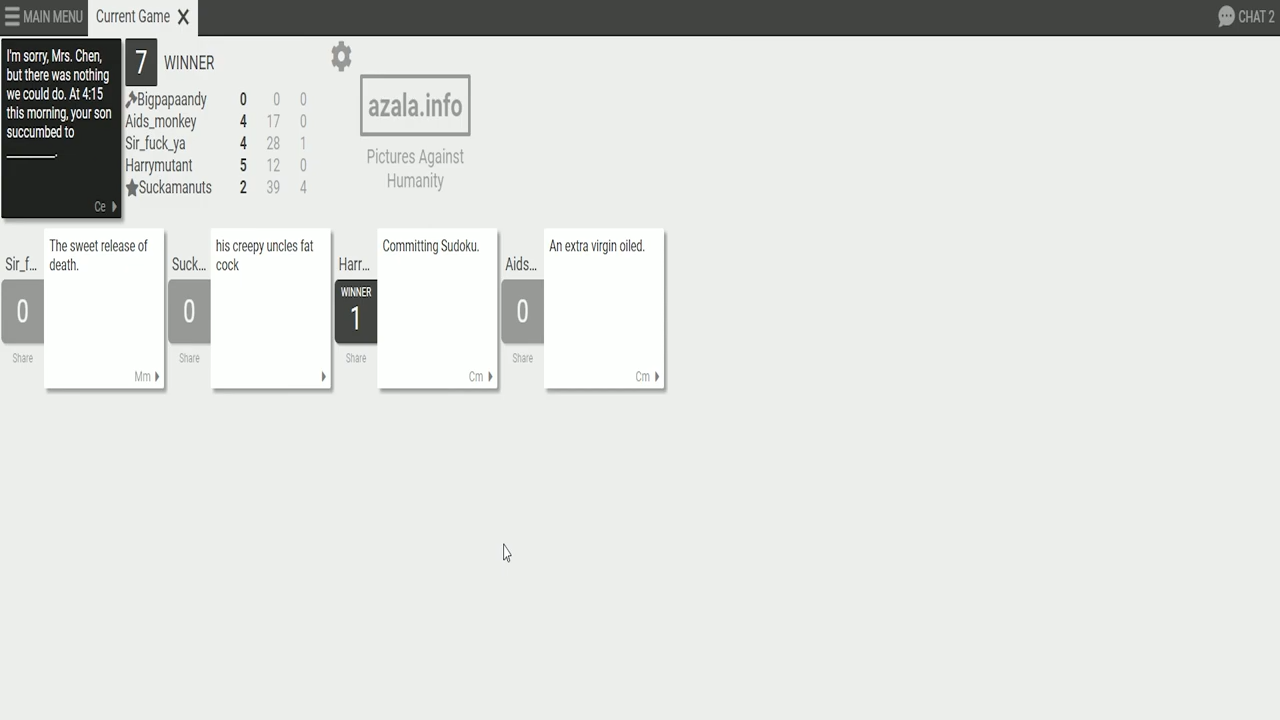 MAIN MENU
Current Game
CHAT 2
I'm sorry, Mrs. Chen,
but there was nothing
we could do. At 4:15
this morning, your son
succumbed to
________.
Ce
7 WINNER
Bigpapaandy 0 0 0
Aids_monkey 4 17 0
Sir_fuck_ya 4 28 1
Harrymutant 5 12 0
Suckamanuts 2 39 4
azala.info
Pictures Against
Humanity
Sir_f...
0
Share
The sweet release of
death.
Mm
Suck...
0
Share
his creepy uncles fat
cock
Harr...
WINNER
1
Share
Committing Sudoku.
Cm
Aids...
0
Share
An extra virgin oiled.
Cm